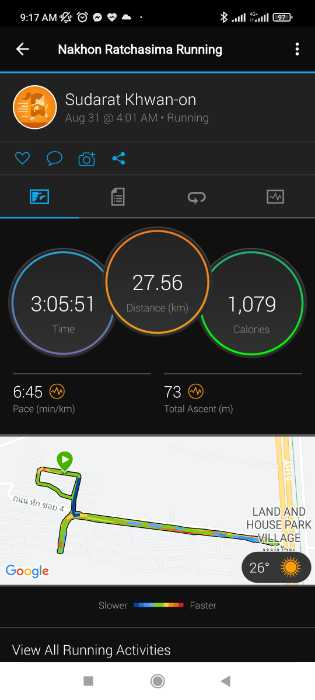 9:17 AM
97
Nakhon Ratchasima Running
Sudarat Khwan-on
Aug 31 @ 4:01 AM • Running
3:05:51
Time
27.56
Distance (km)
1,079
Calories
6:45
Pace (min/km)
73
Total Ascent (m)
LAND AND
HOUSE PARK
VILLAGE
Google
26°
Slower
Faster
View All Running Activities